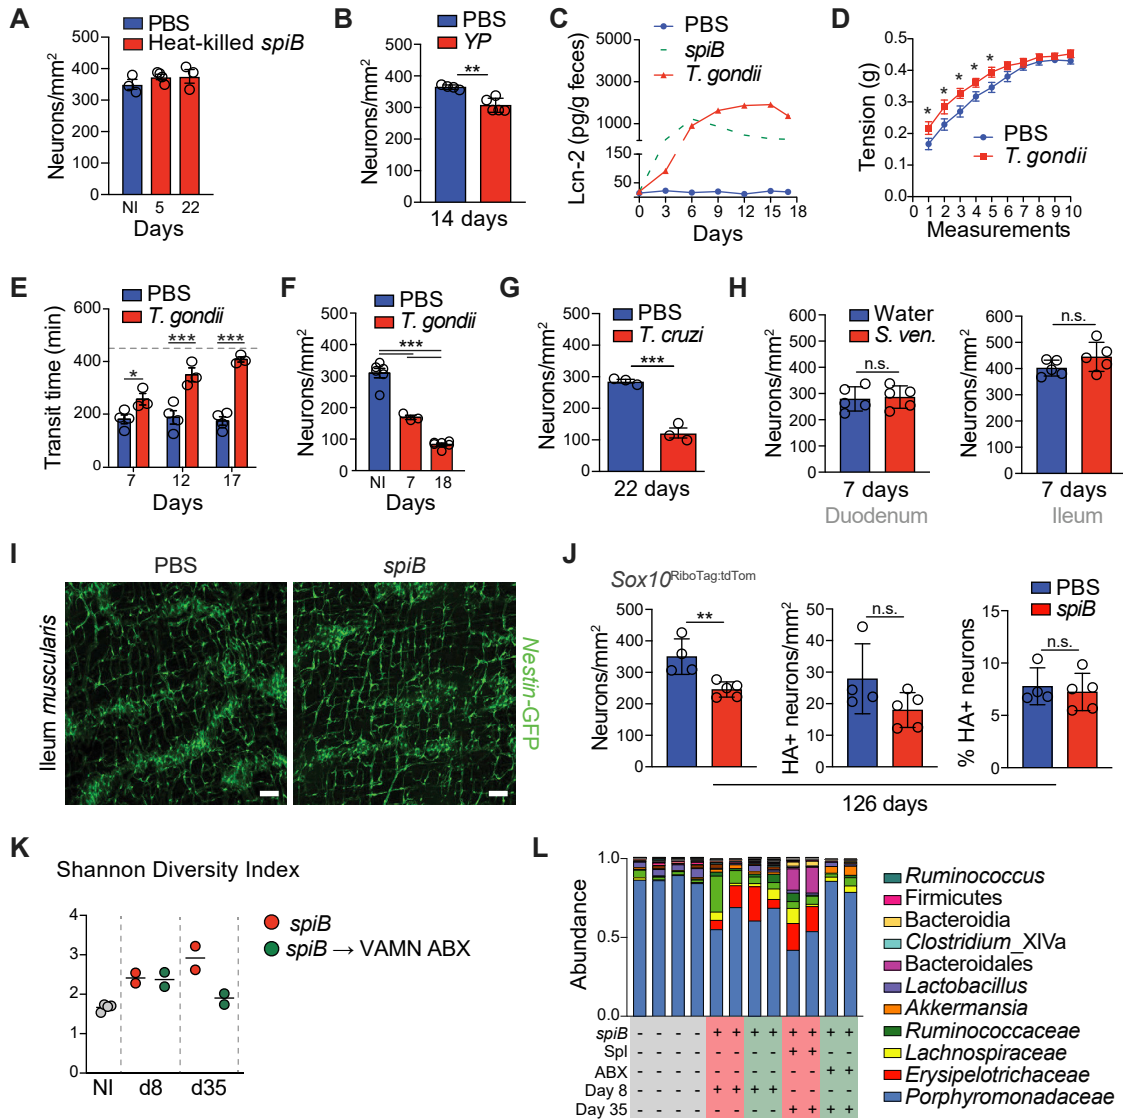 A
PBS
Heat-killed spiB
Neurons/mm²
500
400
300
200
100
0
NI 5 22
Days
B
PBS
YP
Neurons/mm²
500
400
300
200
100
0
**
14 days
C
PBS
spiB
T. gondii
Lcn-2 (pg/g feces)
5000
3000
1000
150
50
0 3 6 9 12 15 18
Days
D
Tension (g)
0.5
0.4
0.3
0.2
0.1
0.0
* * * * *
PBS
T. gondii
0 1 2 3 4 5 6 7 8 9 10
Measurements
E
PBS
T. gondii
Transit time (min)
600
400
200
0
* *** ***
7 12 17
Days
F
PBS
T. gondii
Neurons/mm²
500
400
300
200
100
0
***
NI 7 18
Days
G
PBS
T. cruzi
Neurons/mm²
500
400
300
200
100
0
***
22 days
H
Water
S. ven.
Neurons/mm²
600
500
400
300
200
100
0
n.s.
7 days
Duodenum
Neurons/mm²
600
500
400
300
200
100
0
n.s.
7 days
Ileum
I
PBS spiB
Ileum muscularis
Nestin-GFP
J
Sox10RiboTag:tdTom
PBS
spiB
Neurons/mm²
500
400
300
200
100
0
**
HA+ neurons/mm²
50
40
30
20
10
0
n.s.
% HA+ neurons
15
10
5
0
n.s.
126 days
K
Shannon Diversity Index
4
3
2
1
0
NI d8 d35
spiB
spiB → VAMN ABX
L
Abundance
1.0
0.5
0.0
spiB - - - - + + + + + + + +
Spl - - - - - - - - + + - -
ABX - - - - - - - - - - + +
Day 8 - - - - + + + + - - - -
Day 35 - - - - - - - - + + + +
Ruminococcus
Firmicutes
Bacteroidia
Clostridium_XIVa
Bacteroidales
Lactobacillus
Akkermansia
Ruminococcaceae
Lachnospiraceae
Erysipelotrichaceae
Porphyromonadaceae